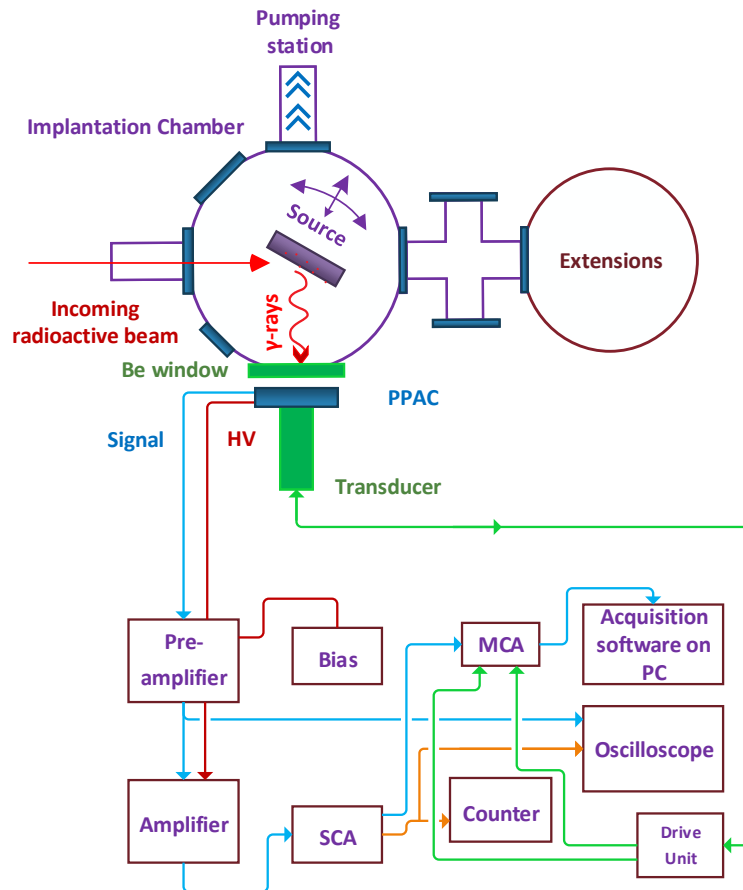 Pumping
station
Implantation Chamber
Source
Extensions
Incoming
radioactive beam
γ-rays
Be window
PPAC
Signal
HV
Transducer
Pre-
amplifier
Bias
MCA
Acquisition
software on
PC
Oscilloscope
Amplifier
SCA
Counter
Drive
Unit